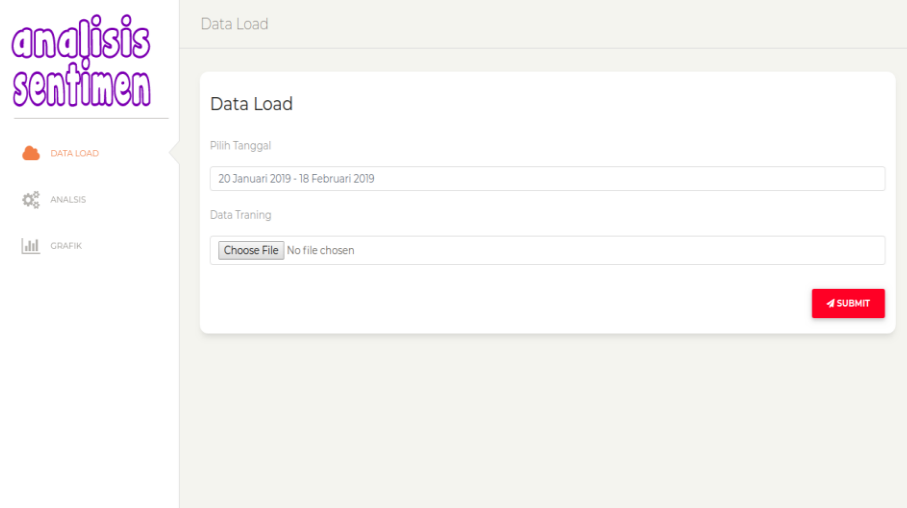 analisis
sentimen
DATA LOAD
ANALSIS
GRAFIK
Data Load
Data Load
Pilih Tanggal
20 Januari 2019 - 18 Februari 2019
Data Traning
Choose File No file chosen
SUBMIT